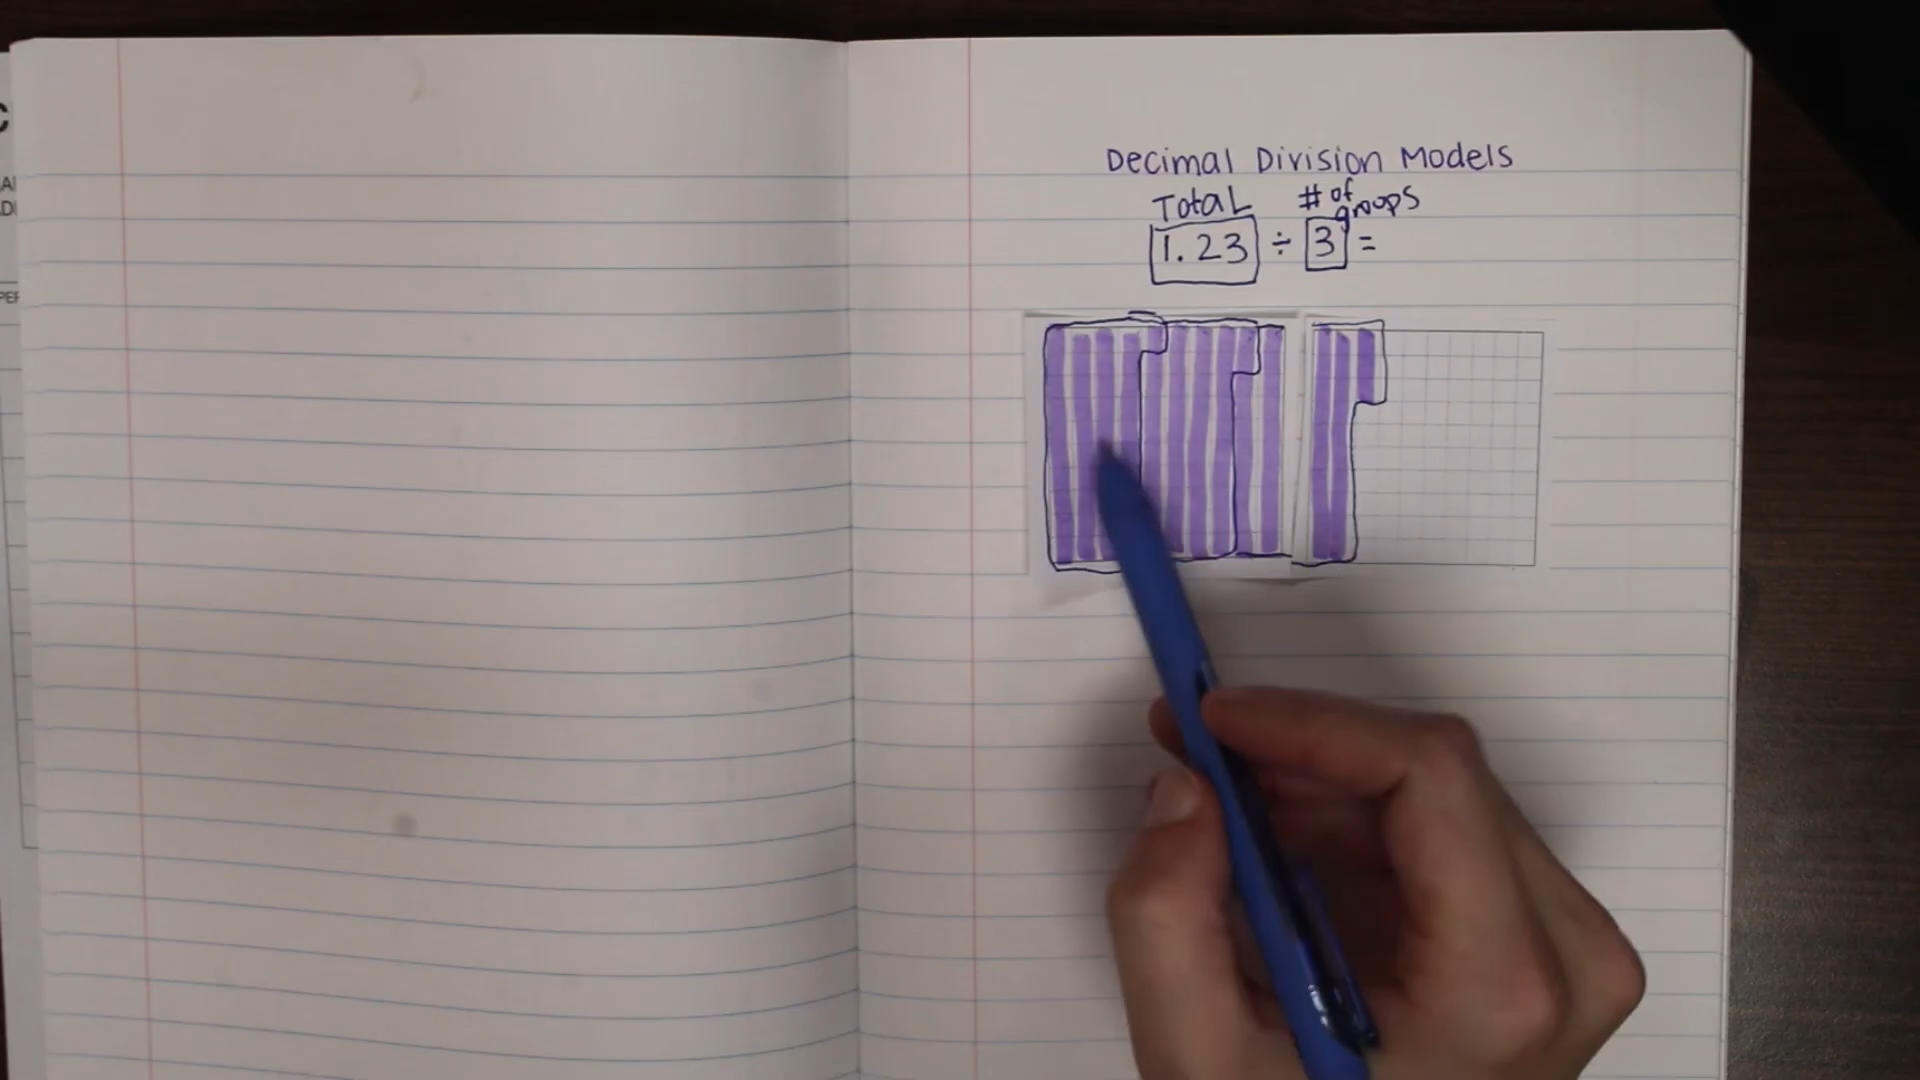 Decimal Division Models
Total # of groups
1.23 ÷ 3 =